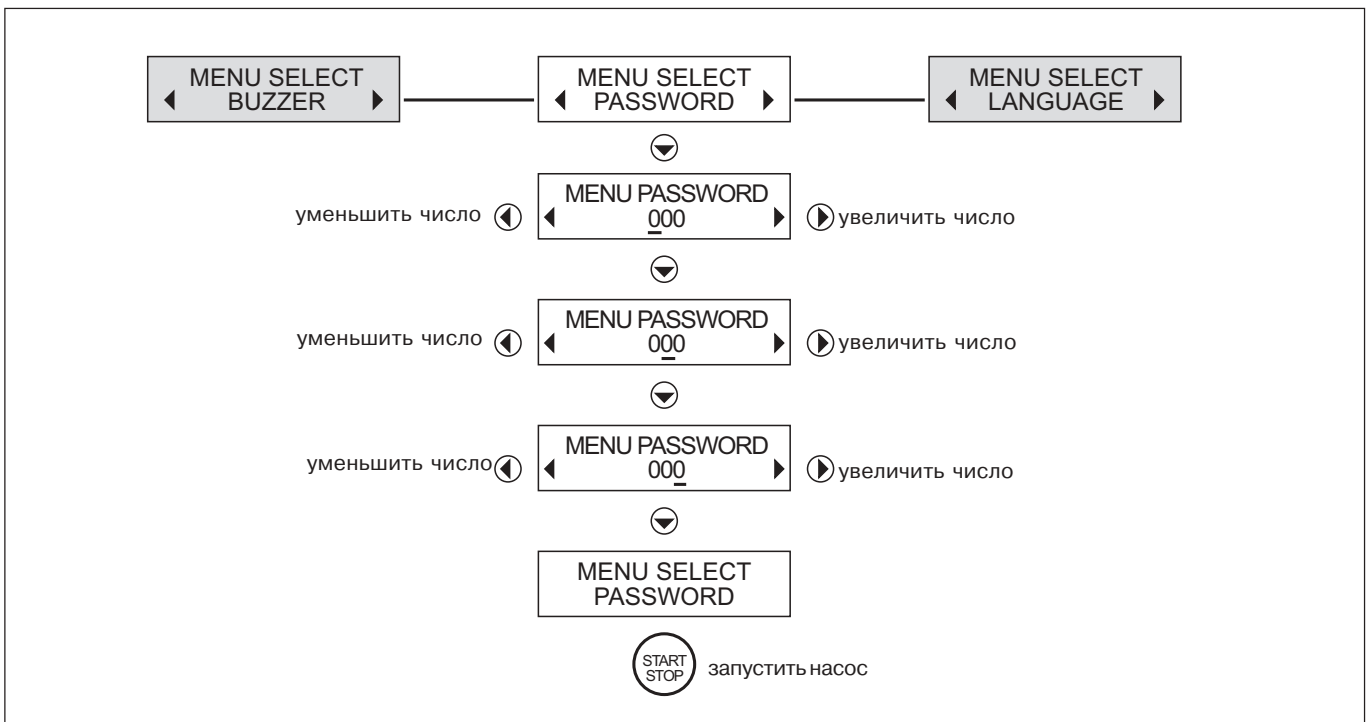 MENU SELECT
BUZZER
MENU SELECT
PASSWORD
MENU SELECT
LANGUAGE
уменьшить число
MENU PASSWORD
000
увеличить число
уменьшить число
MENU PASSWORD
000
увеличить число
уменьшить число
MENU PASSWORD
000
увеличить число
MENU SELECT
PASSWORD
START
STOP
запустить насос